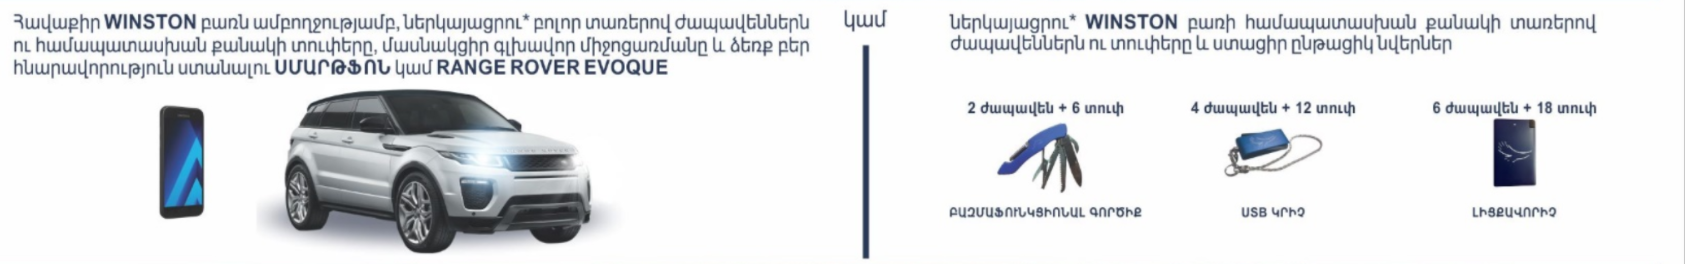 Հավաքիր WINSTON բառն ամբողջությամբ, ներկայացրու* բոլոր տառերով ժապավեններն
ու համապատասխան քանակի տուփերը, մասնակցիր գլխավոր միջոցառմանը և ձեռք բեր
հնարավորություն ստանալու ՍՄԱՐԹՖՈՆ կամ RANGE ROVER EVOQUE
կամ
ներկայացրու* WINSTON բառի համապատասխան քանակի տառերով
ժապավեններն ու տուփերը և ստացիր ընթացիկ նվերներ
2 ժապավեն + 6 տուփ
4 ժապավեն + 12 տուփ
6 ժապավեն + 18 տուփ
ԲԱԶՄԱՖՈՒՆԿՑԻՈՆԱԼ ԳՈՐԾԻՔ
USB ԿՐԻՉ
ԼԻՑՔԱՎՈՐԻՉ